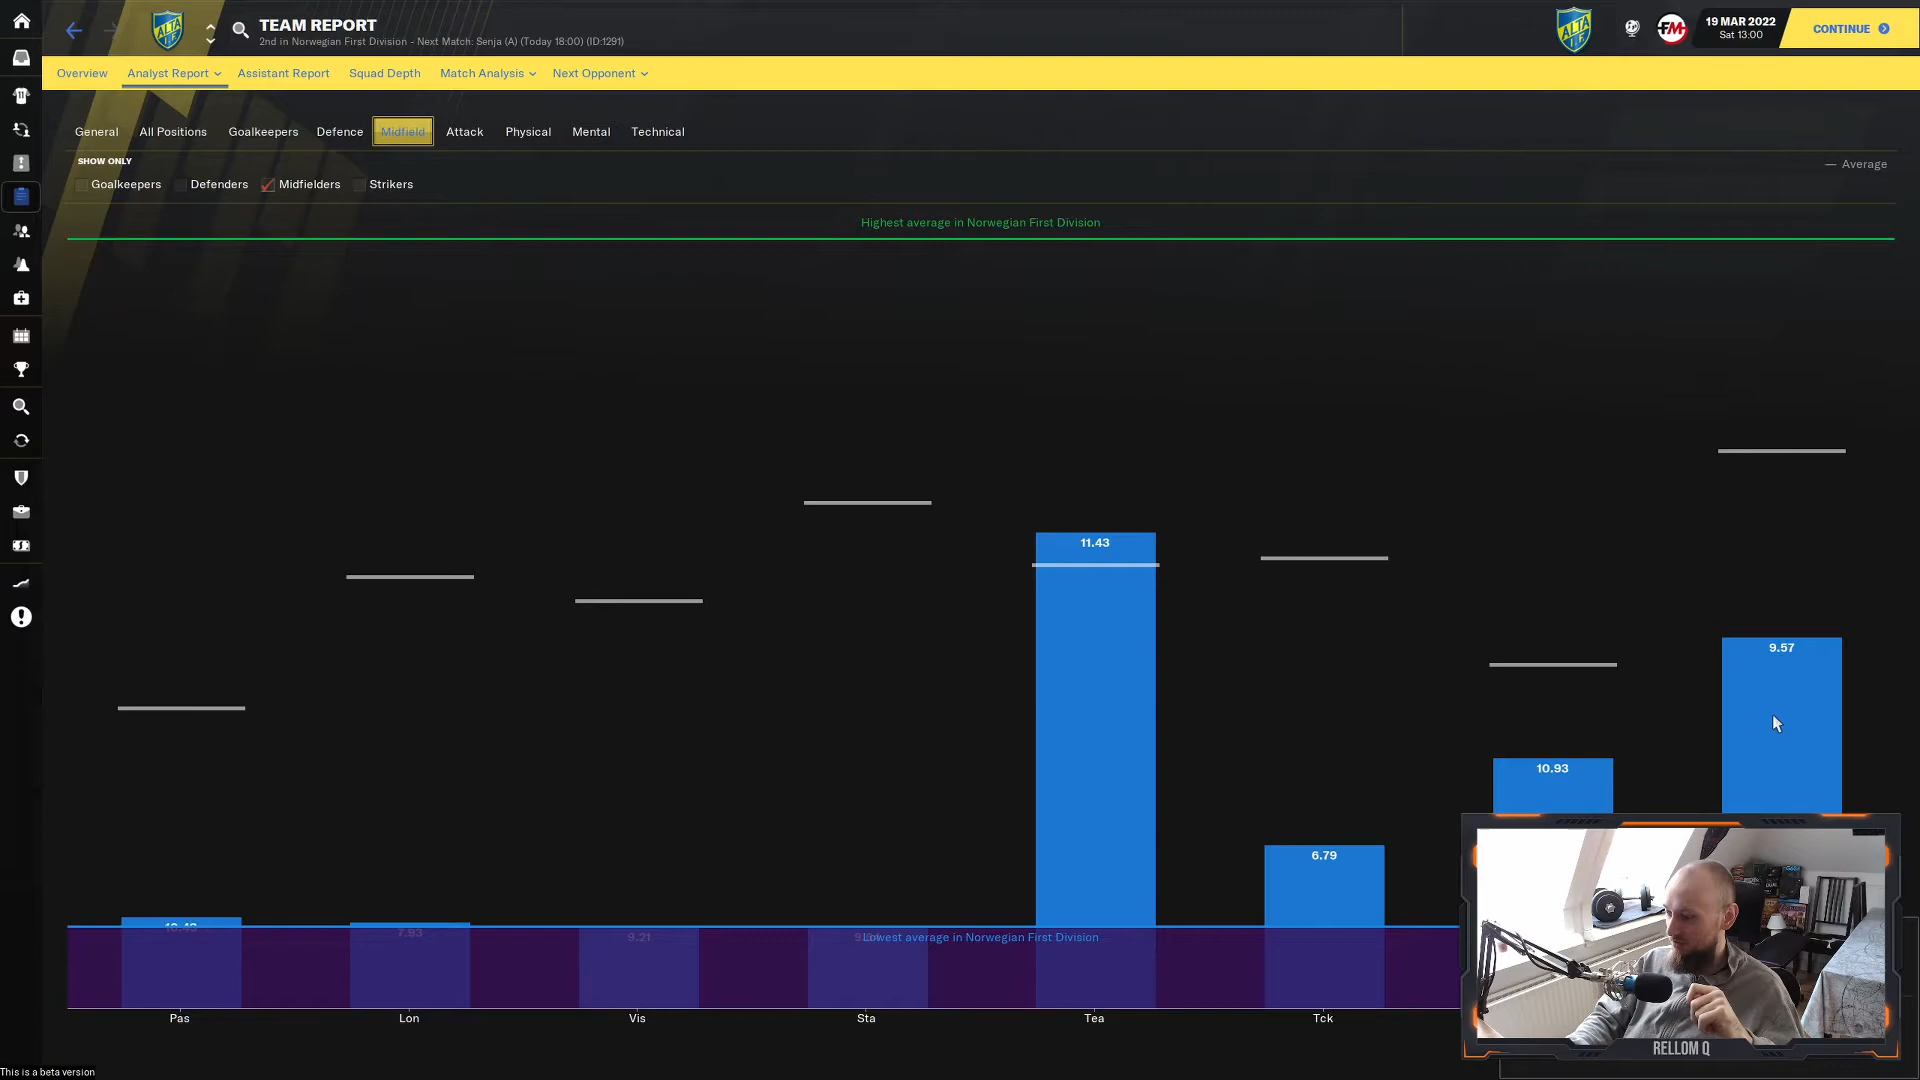 TEAM REPORT
2nd in Norwegian First Division - Next Match: Senja (A) (Today 18:00) (ID:1291)
ALTA
I.F.
ALTA
I.F.
FM
19 MAR 2022
Sat 13:00
CONTINUE
Overview Analyst Report Assistant Report Squad Depth Match Analysis Next Opponent
General All Positions Goalkeepers Defence Midfield Attack Physical Mental Technical
SHOW ONLY
Average
Goalkeepers Defenders Midfielders Strikers
Highest average in Norwegian First Division
11.43
9.57
10.93
6.79
7.93
9.21
Lowest average in Norwegian First Division
Pas Lon Vis Sta Tea Tck
RELLOM Q
This is a beta version